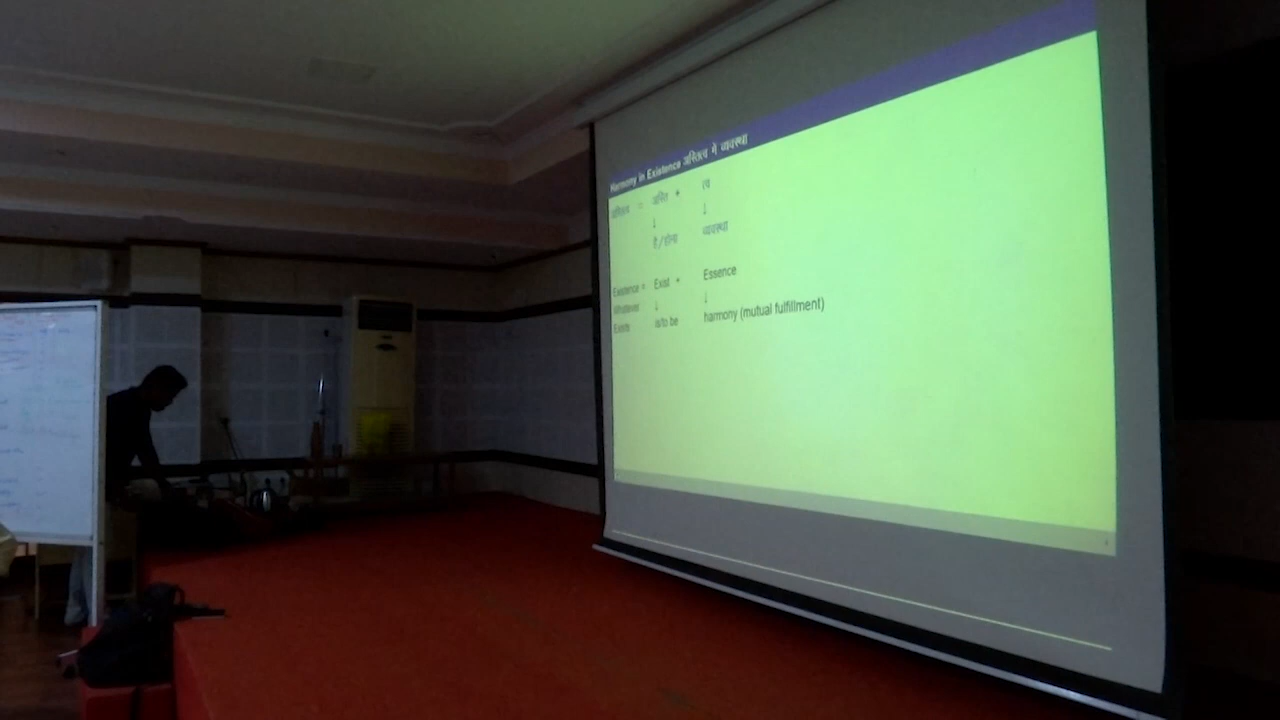 Harmony in Existence अस्तित्व में व्यवस्था
अस्तित्व = अस्ति + त्व
↓ ↓
है/होना व्यवस्था
Existence = Exist + Essence
Whatever ↓ ↓
Exists is/to be harmony (mutual fulfillment)